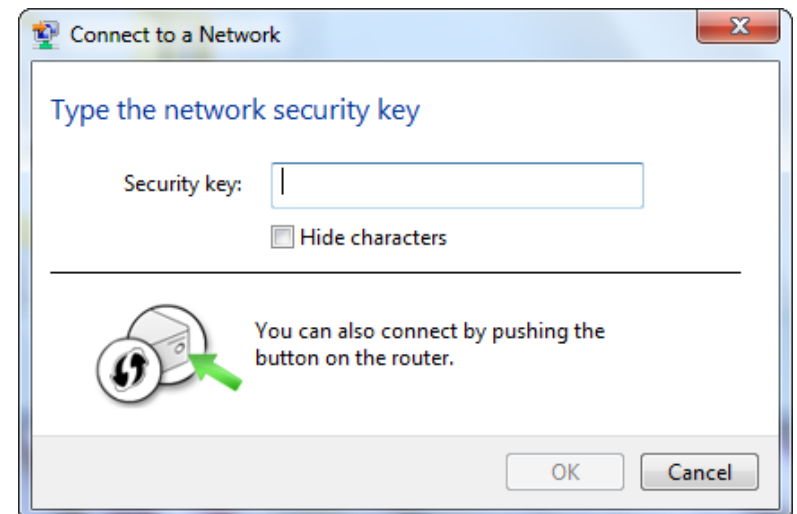 Connect to a Network
Type the network security key
Security key:
Hide characters
You can also connect by pushing the
button on the router.
OK
Cancel